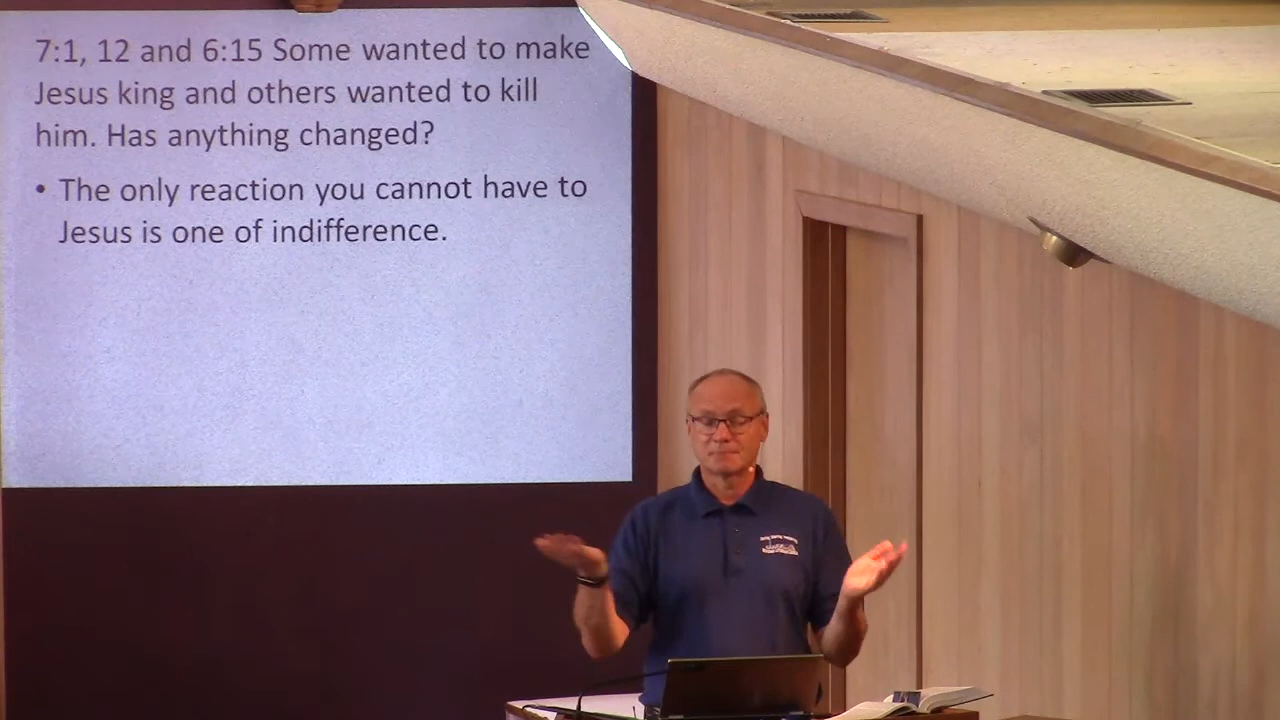 7:1, 12 and 6:15 Some wanted to make
Jesus king and others wanted to kill
him. Has anything changed?
• The only reaction you cannot have to
Jesus is one of indifference.